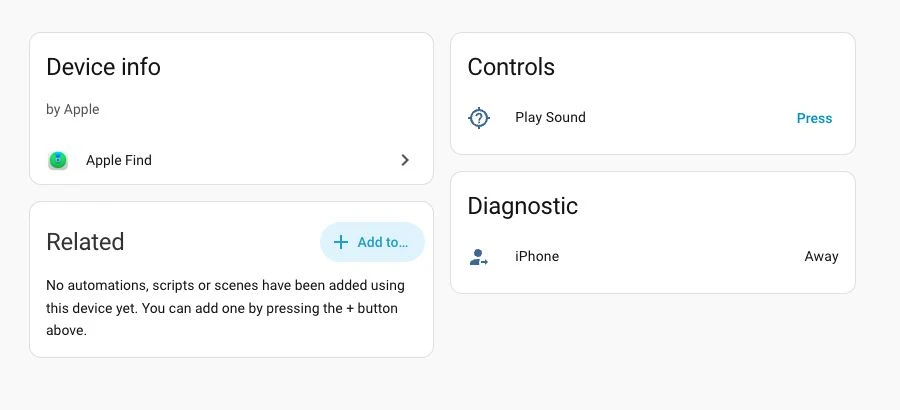 Device info
by Apple
Apple Find
Related
Add to...
No automations, scripts or scenes have been added using
this device yet. You can add one by pressing the + button
above.
Controls
Play Sound
Press
Diagnostic
iPhone
Away